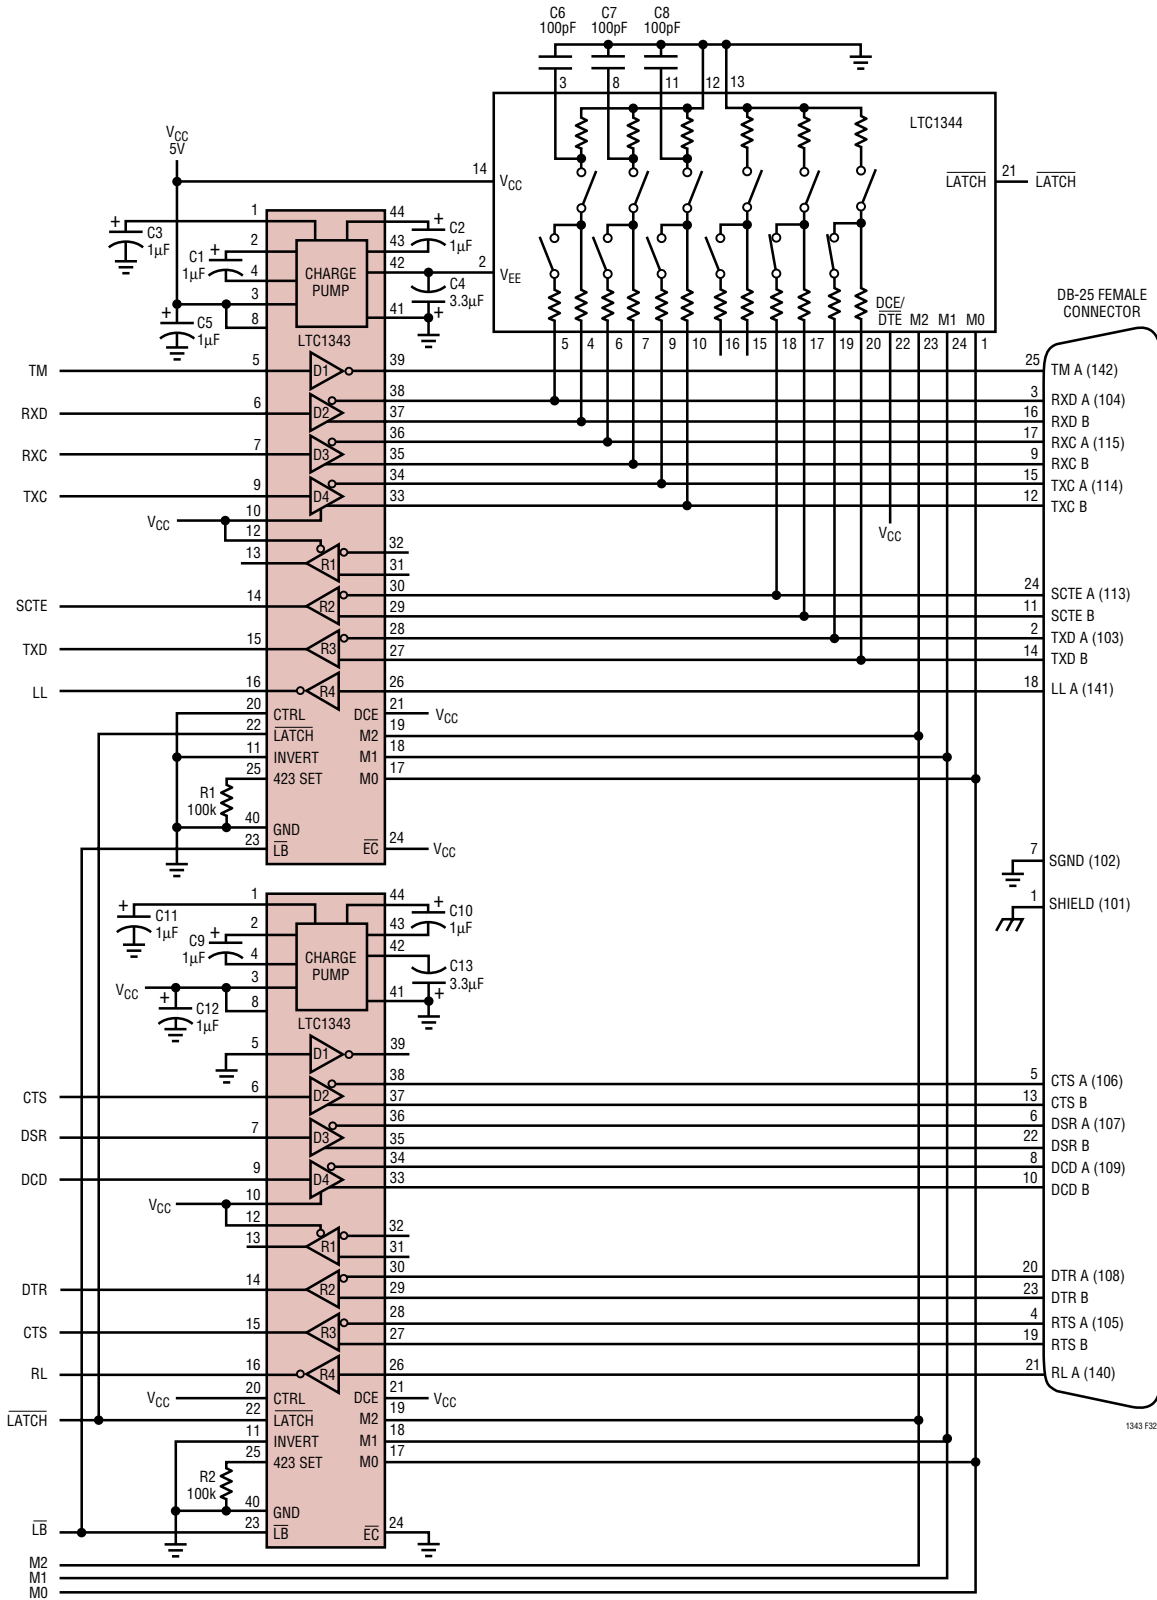 C6 C7 C8
100pF 100pF 100pF
3 8 11 12 13
LTC1344
VCC
5V
14 VCC LATCH 21 LATCH
1 44
C3 1µF + C2 1µF +
2 43
C1 1µF +
4 42 2 VEE
CHARGE PUMP
C4 3.3µF +
3 41
8
C5 1µF +
LTC1343
DCE/DTE M2 M1 M0
5 4 6 7 9 10 16 15 18 17 19 20 22 23 24 1
DB-25 FEMALE
CONNECTOR
TM 5 D1 39 25 TM A (142)
38 3 RXD A (104)
RXD 6 D2 37 16 RXD B
36 17 RXC A (115)
RXC 7 D3 35 9 RXC B
34 15 TXC A (114)
TXC 9 D4 33 12 TXC B
VCC 10
VCC
12 32
13 R1 31
30 24 SCTE A (113)
SCTE 14 R2 29 11 SCTE B
28 2 TXD A (103)
TXD 15 R3 27 14 TXD B
LL 16 R4 26 18 LL A (141)
20 CTRL DCE 21 VCC
22 LATCH M2 19
11 INVERT M1 18
25 423 SET M0 17
R1
100k
40 GND
23 LB EC 24 VCC
7 SGND (102)
1 SHIELD (101)
1 44
C11 1µF + C10 1µF +
2 43
C9 1µF +
4 42
CHARGE PUMP
C13 3.3µF +
VCC 3 41
8
C12 1µF +
LTC1343
5 D1 39
38 5 CTS A (106)
CTS 6 D2 37 13 CTS B
36 6 DSR A (107)
DSR 7 D3 35 22 DSR B
34 8 DCD A (109)
DCD 9 D4 33 10 DCD B
VCC 10
12 32
13 R1 31
30 20 DTR A (108)
DTR 14 R2 29 23 DTR B
28 4 RTS A (105)
CTS 15 R3 27 19 RTS B
RL 16 R4 26 21 RL A (140)
VCC 20 CTRL DCE 21 VCC
LATCH 22 LATCH M2 19
11 INVERT M1 18
1343 F32
25 423 SET M0 17
R2
100k
40 GND
LB 23 LB EC 24
M2
M1
M0